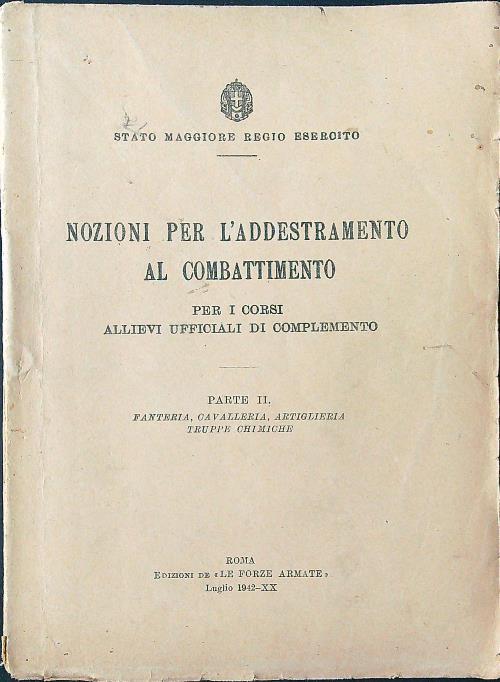 STATO MAGGIORE REGIO ESERCITO
NOZIONI PER L'ADDESTRAMENTO
AL COMBATTIMENTO
PER I CORSI
ALLIEVI UFFICIALI DI COMPLEMENTO
PARTE II.
FANTERIA, CAVALLERIA, ARTIGLIERIA
TRUPPE CHIMICHE
ROMA
EDIZIONI DE «LE FORZE ARMATE»
Luglio 1942-XX